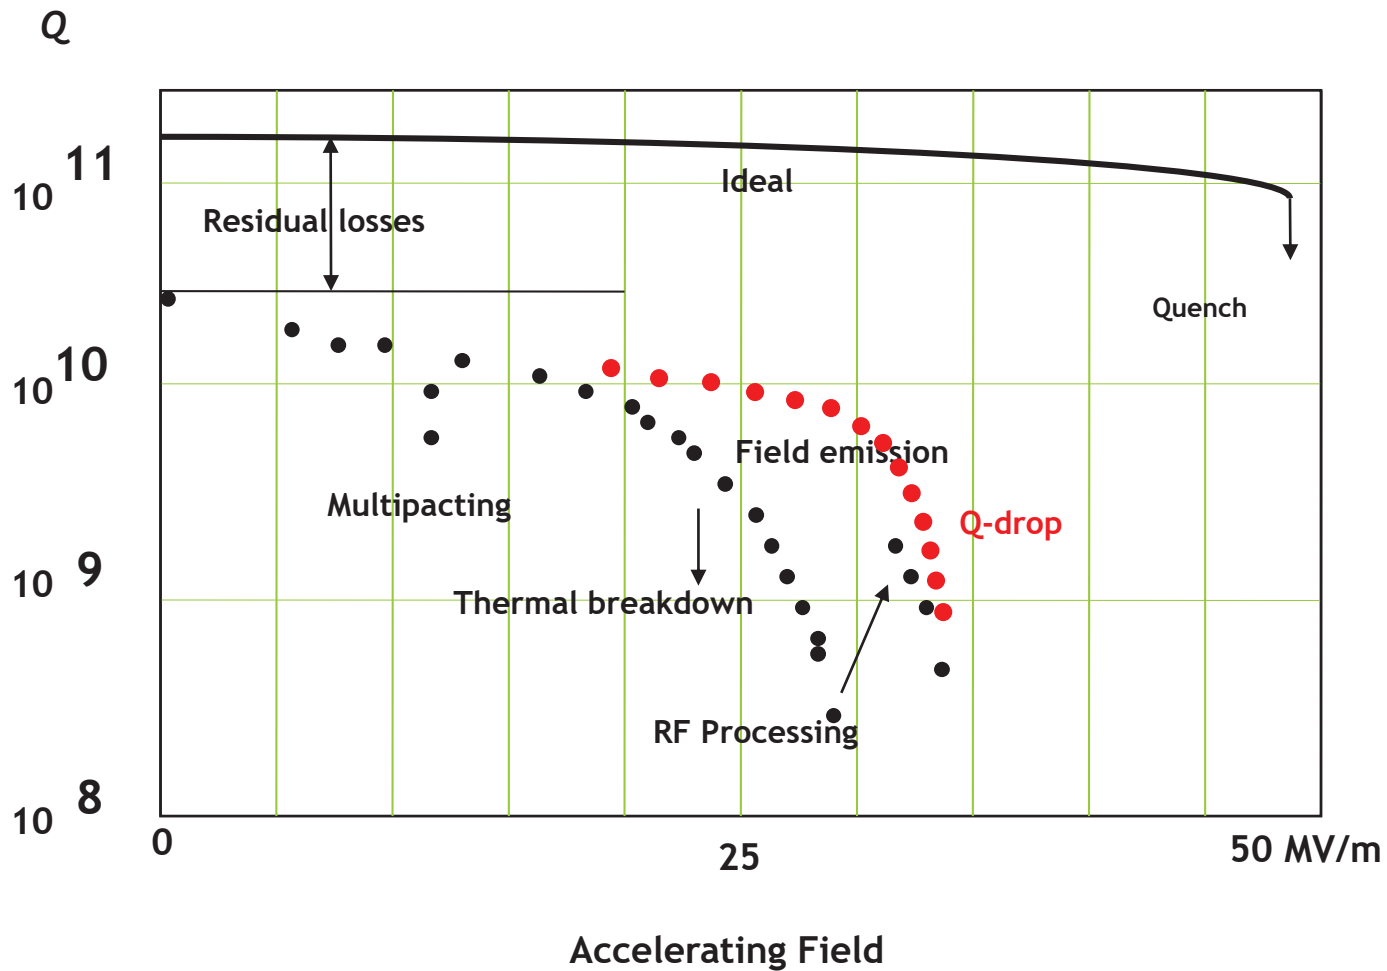 Q
10 11
Ideal
Residual losses
Quench
10 10
Field emission
Multipacting
Q-drop
10 9
Thermal breakdown
RF Processing
10 8
0
25
50 MV/m
Accelerating Field